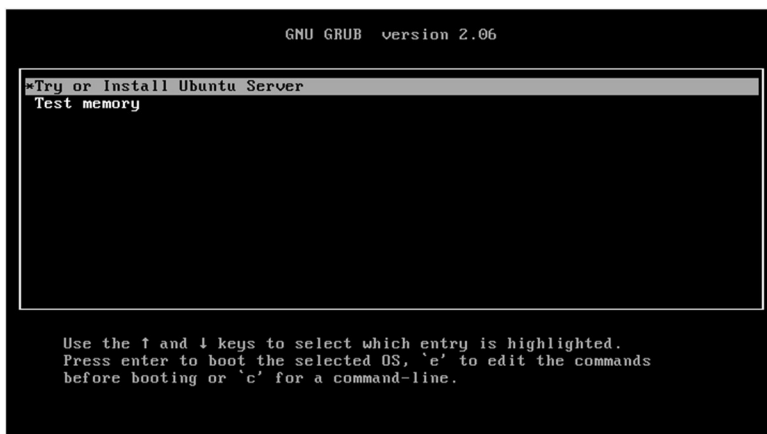 GNU GRUB version 2.06
*Try or Install Ubuntu Server
Test memory
Use the ↑ and ↓ keys to select which entry is highlighted.
Press enter to boot the selected OS, `e' to edit the commands
before booting or `c' for a command-line.